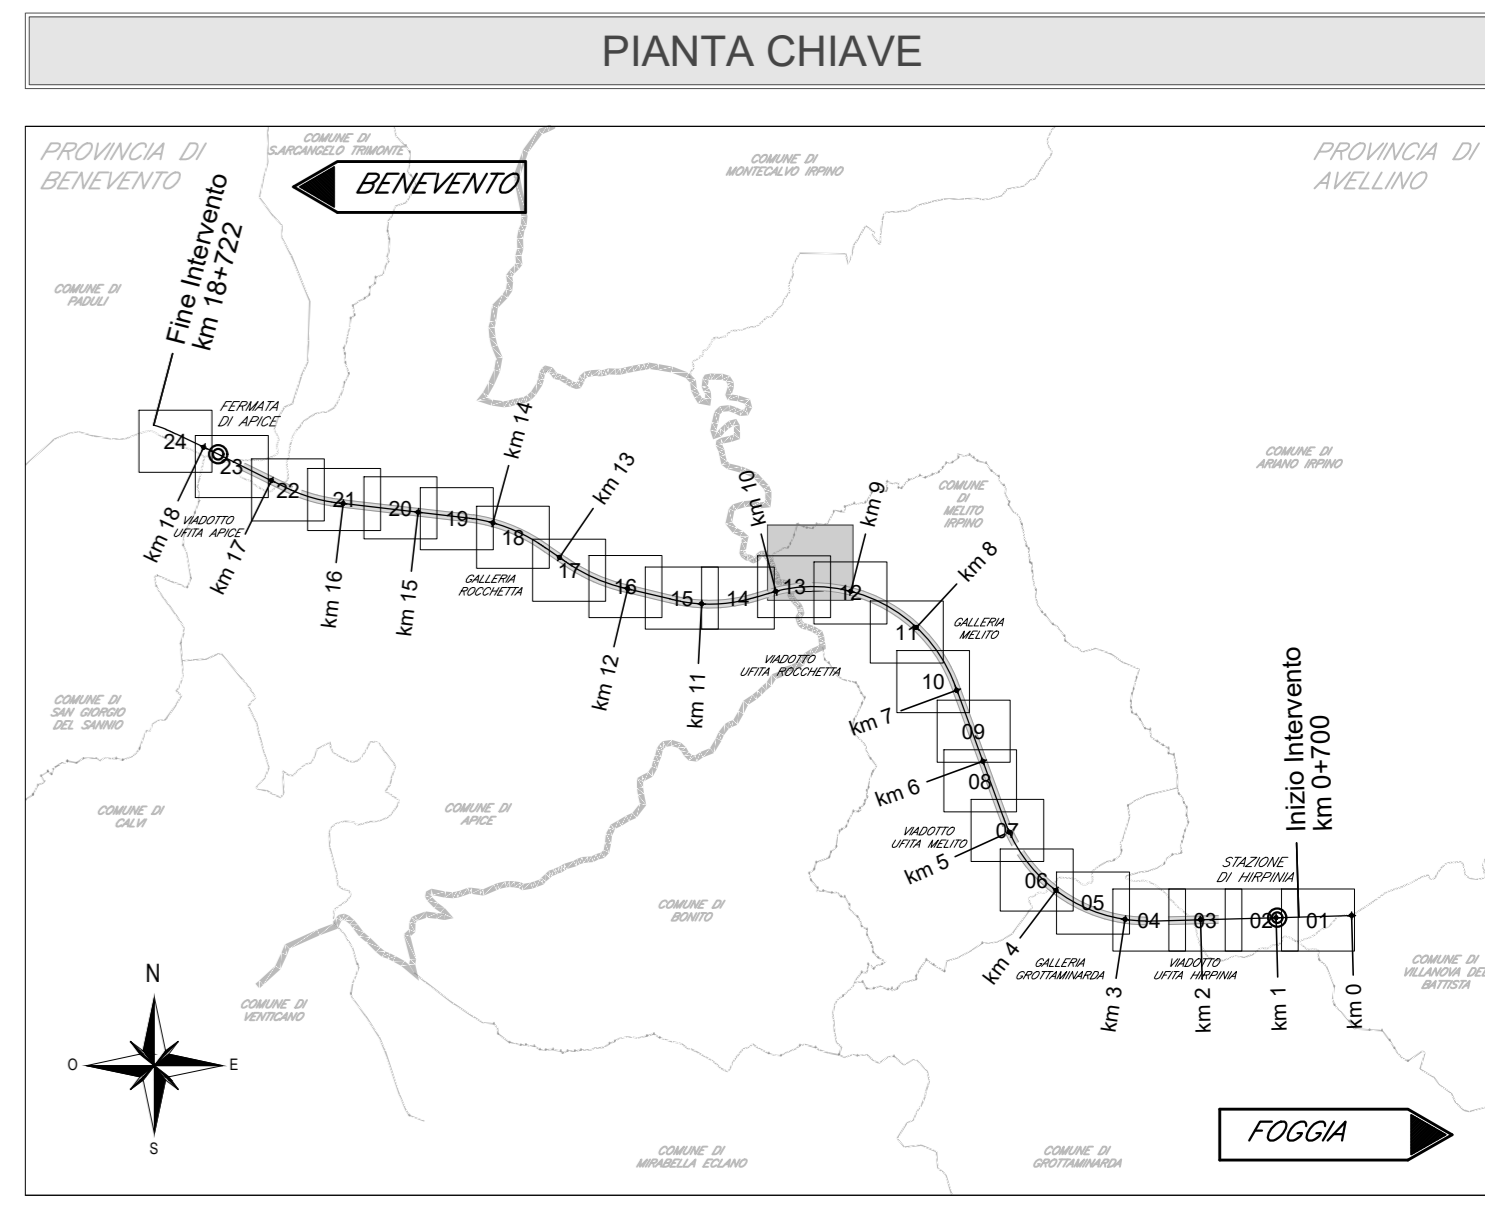 PIANTA CHIAVE
PROVINCIA DI
BENEVENTO
COMUNE DI
S.ARCANGELO TRIMONTE
BENEVENTO
COMUNE DI
MONTECALVO IRPINO
PROVINCIA DI
AVELLINO
Fine Intervento
km 18+722
COMUNE DI
PADULI
FERMATA
DI APICE
24
23
22
21
20
19
18
17
16
15
14
13
12
11
10
09
08
07
06
05
04
03
02
01
km 18
km 17
km 16
km 15
km 14
km 13
km 12
km 11
km 10
km 9
km 8
km 7
km 6
km 5
km 4
km 3
km 2
km 1
km 0
VIADOTTO
UFITA APICE
GALLERIA
ROCCHETTA
VIADOTTO
UFITA ROCCHETTA
COMUNE
DI
MELITO
IRPINO
COMUNE DI
ARIANO IRPINO
GALLERIA
MELITO
VIADOTTO
UFITA MELITO
Inizio Intervento
km 0+700
STAZIONE
DI HIRPINIA
GALLERIA
GROTTAMINARDA
VIADOTTO
UFITA HIRPINIA
COMUNE DI
SAN GIORGIO
DEL SANNIO
COMUNE DI
CALVI
COMUNE DI
APICE
COMUNE DI
BONITO
COMUNE DI
VENTICANO
COMUNE DI
VILLANOVA DEL
BATTISTA
N
O
E
S
COMUNE DI
MIRABELLA ECLANO
COMUNE DI
GROTTAMINARDA
FOGGIA